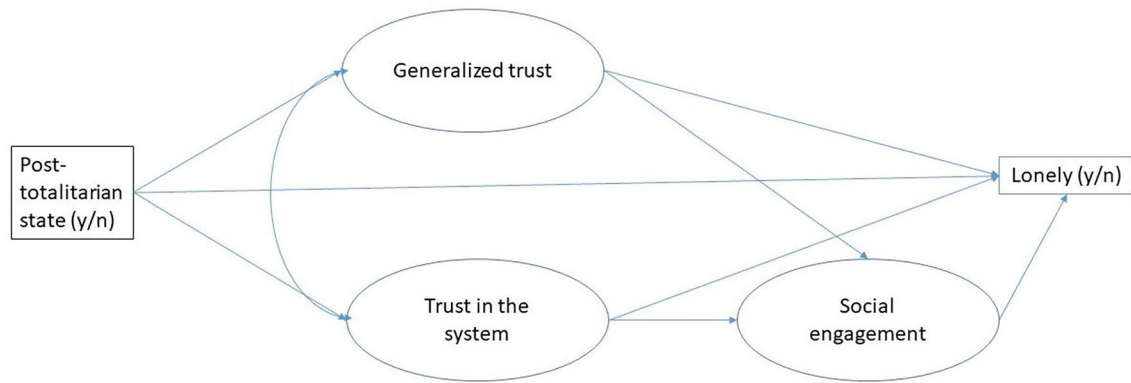 Generalized trust
Post-
totalitarian
state (y/n)
Lonely (y/n)
Trust in the
system
Social
engagement